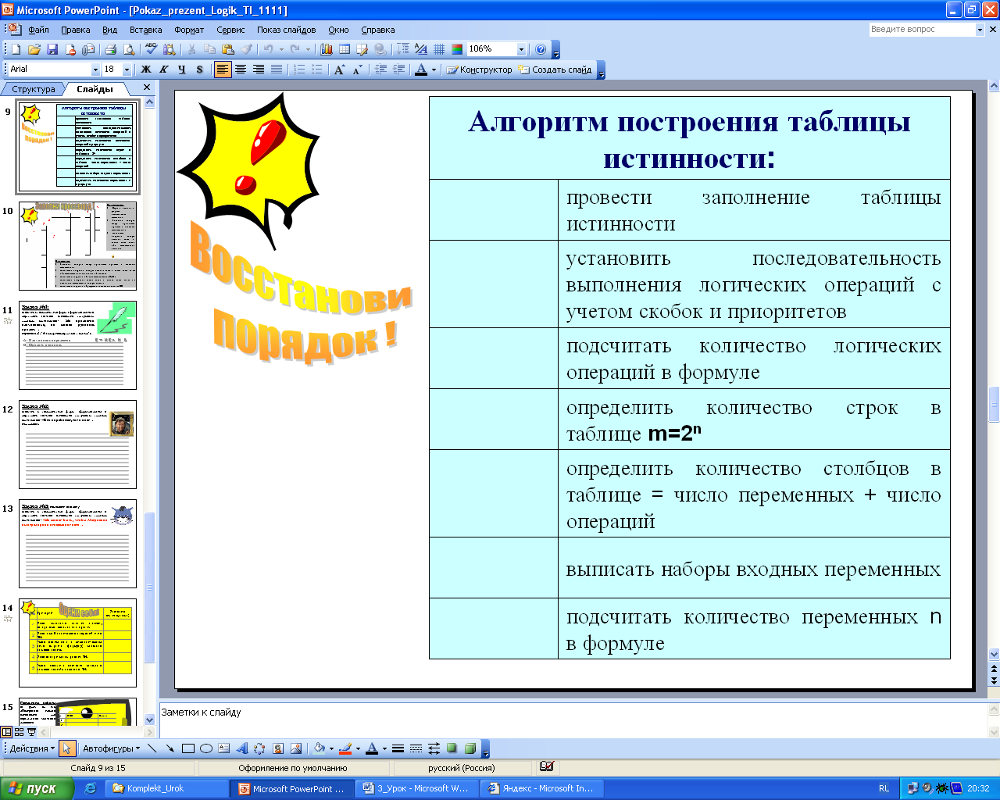 Microsoft PowerPoint - [Pokaz_prezent_Logik_TI_1111]
Файл Правка Вид Вставка Формат Сервис Показ слайдов Окно Справка Введите вопрос
106%
Arial 18 Ж К Ч S Конструктор Создать слайд
Структура Слайды
9
10
11
12
13
14
15
Восстанови
порядок !
Алгоритм построения таблицы
истинности:
провести заполнение таблицы
истинности
установить последовательность
выполнения логических операций с
учетом скобок и приоритетов
подсчитать количество логических
операций в формуле
определить количество строк в
таблице m=2ⁿ
определить количество столбцов в
таблице = число переменных + число
операций
выписать наборы входных переменных
подсчитать количество переменных n
в формуле
Заметки к слайду
Действия Автофигуры
Слайд 9 из 15 Оформление по умолчанию русский (Россия)
пуск Komplekt_Urok Microsoft PowerPoint ... 3_Урок - Microsoft W... Яндекс - Microsoft In... RL 20:32